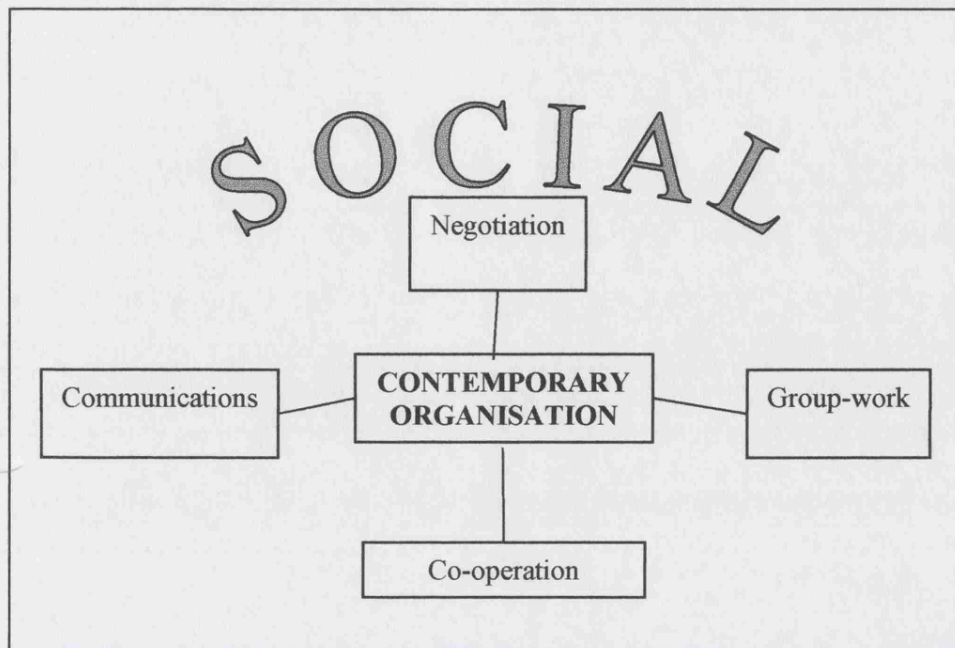 SOCIAL
Negotiation
Communications
CONTEMPORARY
ORGANISATION
Group-work
Co-operation